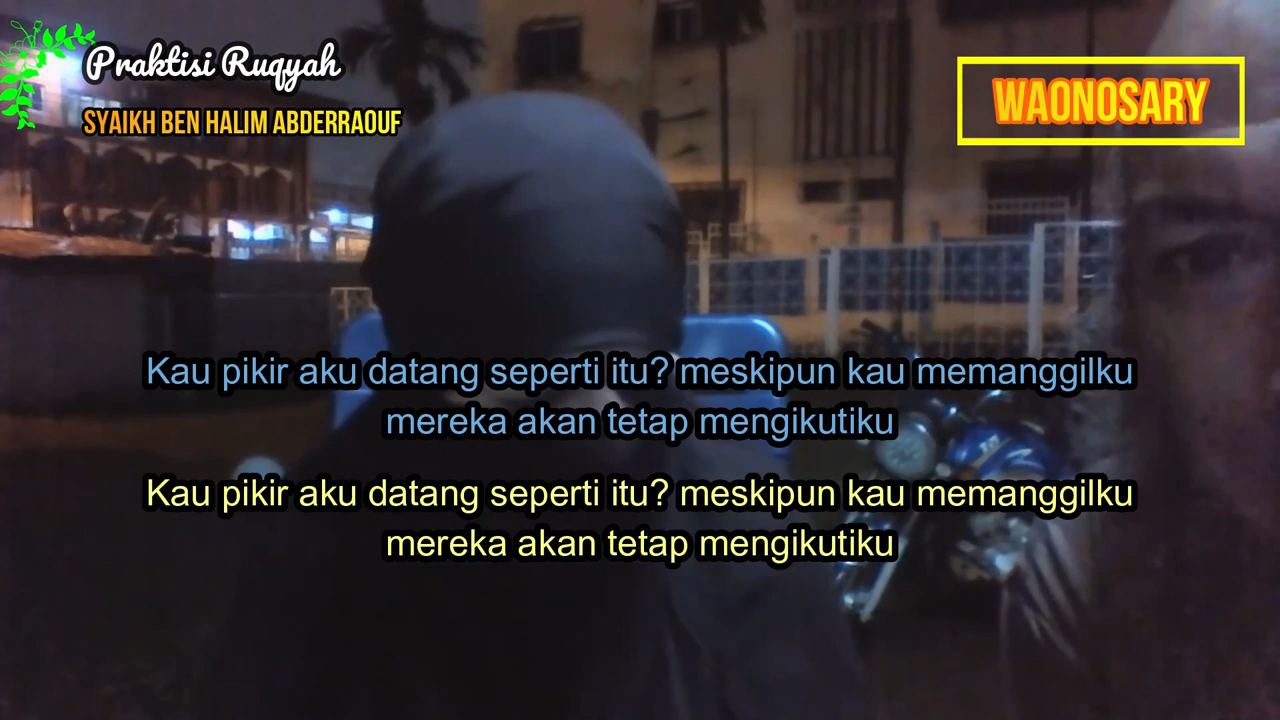 Praktisi Ruqyah
SYAIKH BEN HALIM ABDERRAOUF
WAONOSARY
Kau pikir aku datang seperti itu? meskipun kau memanggilku
mereka akan tetap mengikutiku
Kau pikir aku datang seperti itu? meskipun kau memanggilku
mereka akan tetap mengikutiku